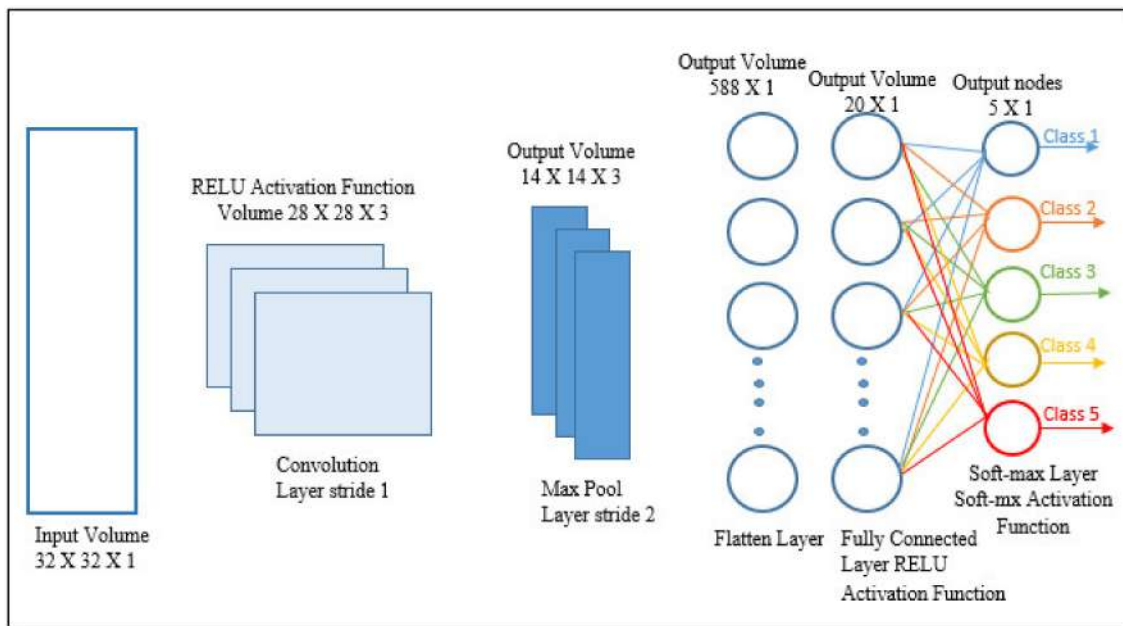 Input Volume
32 X 32 X 1
RELU Activation Function
Volume 28 X 28 X 3
Convolution
Layer stride 1
Output Volume
14 X 14 X 3
Max Pool
Layer stride 2
Output Volume
588 X 1
Flatten Layer
Output Volume
20 X 1
Fully Connected
Layer RELU
Activation Function
Output nodes
5 X 1
Class 1
Class 2
Class 3
Class 4
Class 5
Soft-max Layer
Soft-mx Activation
Function